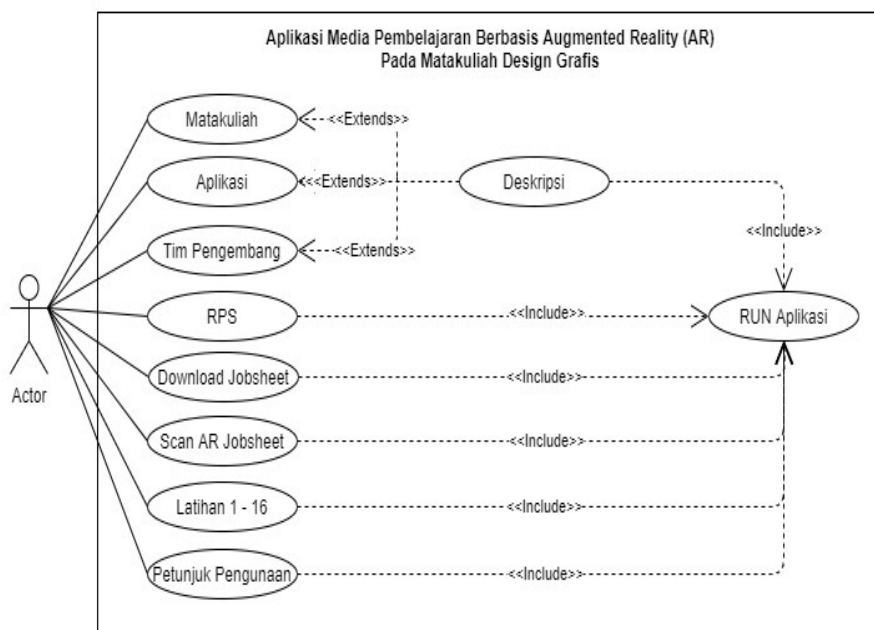 Aplikasi Media Pembelajaran Berbasis Augmented Reality (AR)
Pada Matakuliah Design Grafis
Matakuliah
<<Extends>>
Aplikasi
<<Extends>>
Deskripsi
<<Include>>
Tim Pengembang
<<Extends>>
RPS
<<Include>>
RUN Aplikasi
Download Jobsheet
<<Include>>
Actor
Scan AR Jobsheet
<<Include>>
Latihan 1 - 16
<<Include>>
Petunjuk Pengunaan
<<Include>>